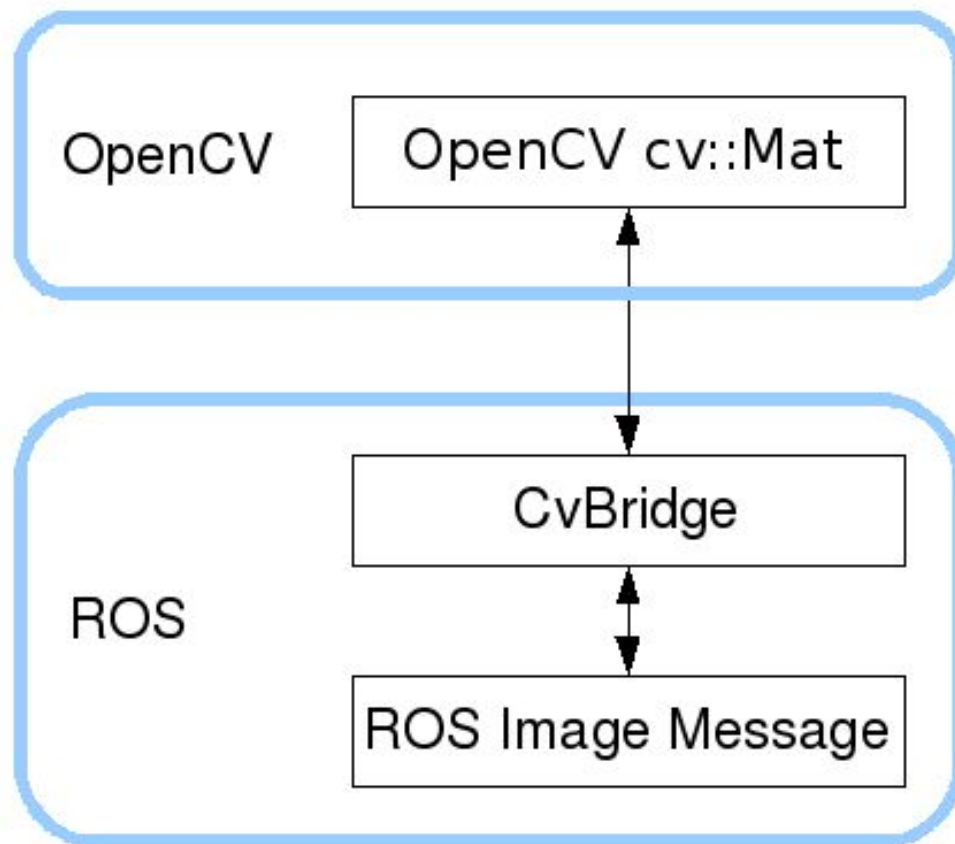 OpenCV
OpenCV cv::Mat
CvBridge
ROS
ROS Image Message